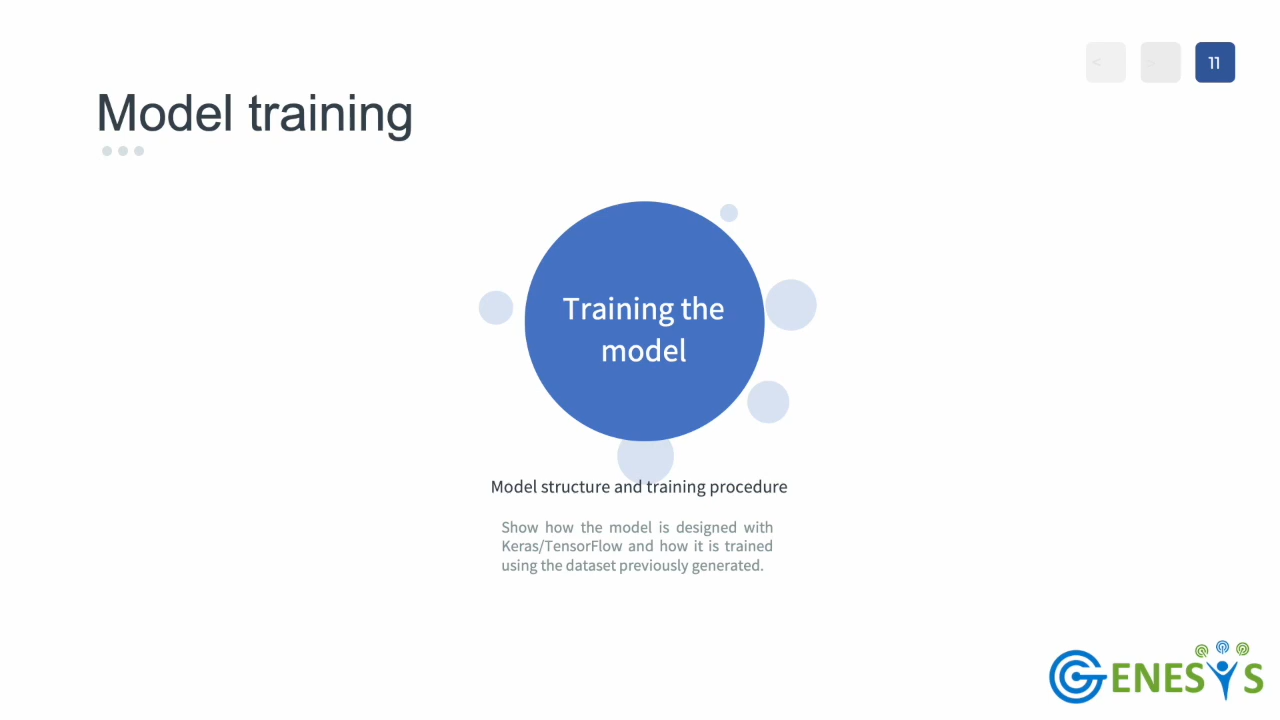 11
Model training
Training the
model
Model structure and training procedure
Show how the model is designed with
Keras/TensorFlow and how it is trained
using the dataset previously generated.
GENESYS